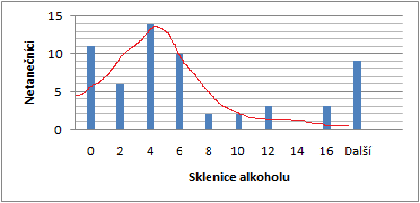 Netanečníci
15
10
5
0
0 2 4 6 8 10 12 14 16 Další
Sklenice alkoholu